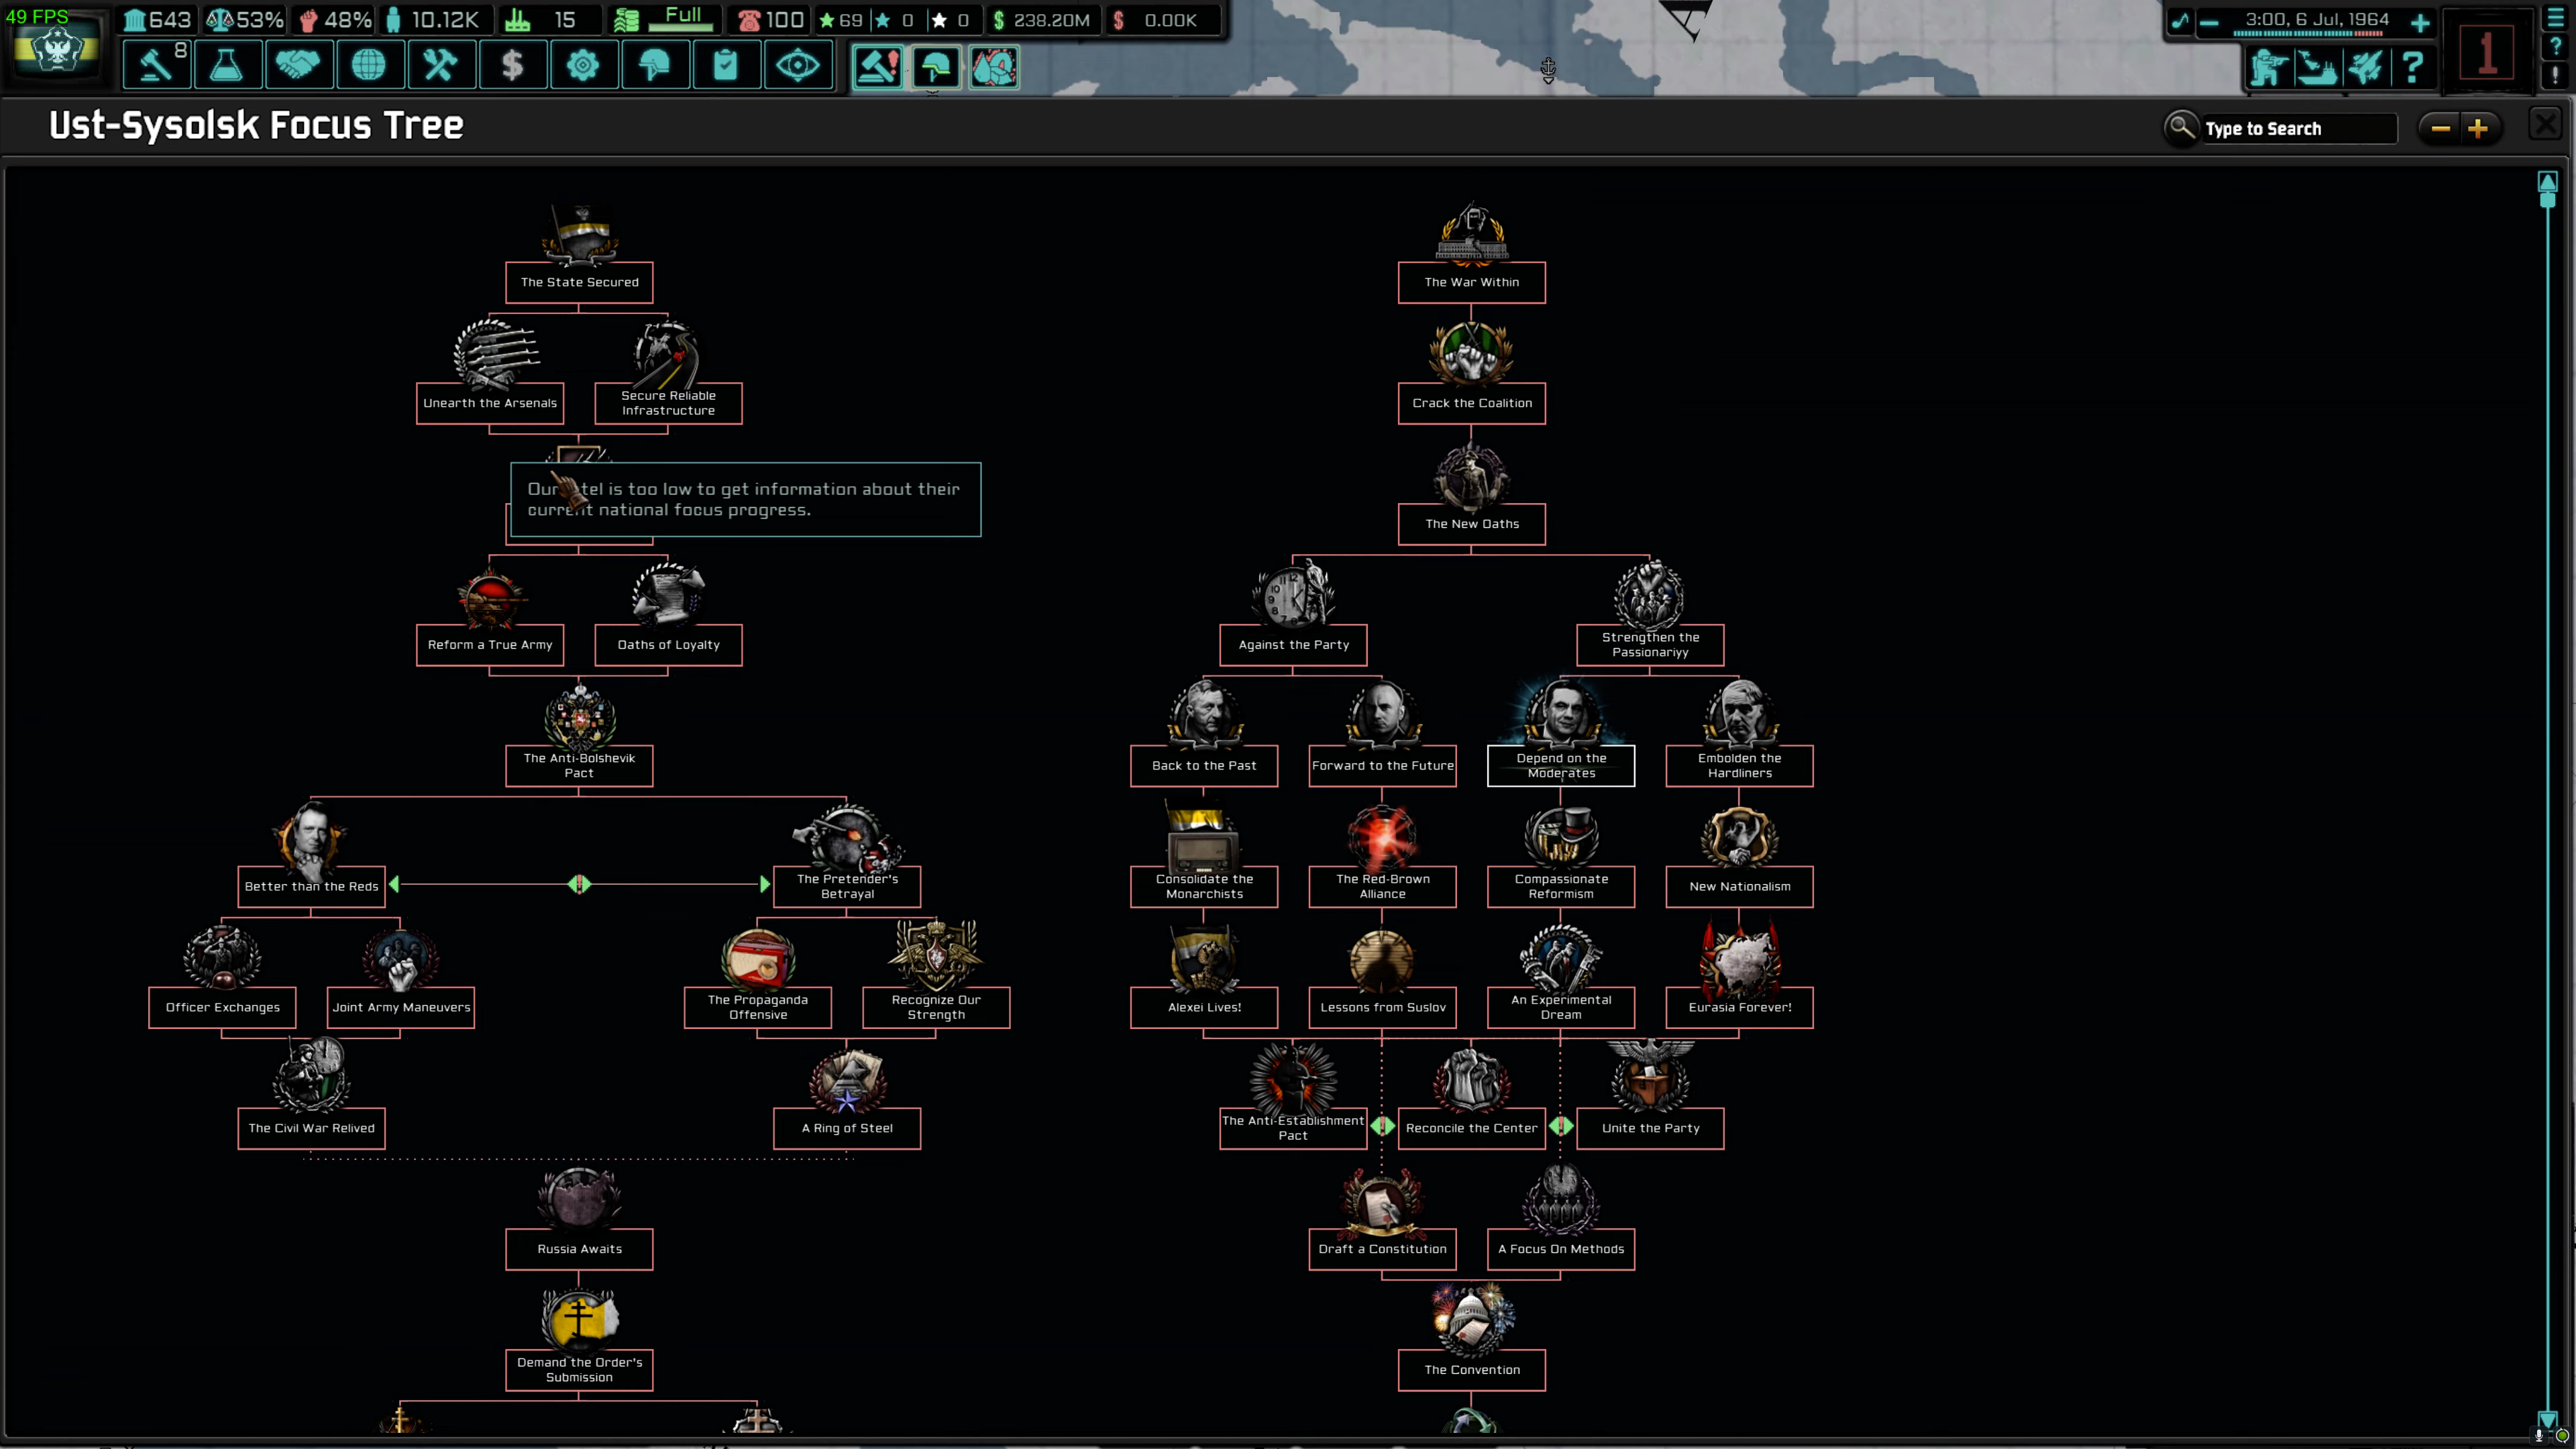 49 FPS
643
53%
48%
10.12K
15
Full
100
69
0
0
$ 238.20M
$ 0.00K
3:00, 6 Jul, 1964
8
$
?
1
?
!
Ust-Sysolsk Focus Tree
Type to Search
The State Secured
The War Within
Unearth the Arsenals
Secure Reliable
Infrastructure
Crack the Coalition
Our
tel is too low to get information about their
current national focus progress.
The New Oaths
Reform a True Army
Oaths of Loyalty
Against the Party
Strengthen the
Passionariyy
The Anti-Bolshevik
Pact
Back to the Past
Forward to the Future
Depend on the
Moderates
Embolden the
Hardliners
Better than the Reds
The Pretender's
Betrayal
Consolidate the
Monarchists
The Red-Brown
Alliance
Compassionate
Reformism
New Nationalism
Officer Exchanges
Joint Army Maneuvers
The Propaganda
Offensive
Recognize Our
Strength
Alexei Lives!
Lessons from Suslov
An Experimental
Dream
Eurasia Forever!
The Civil War Relived
A Ring of Steel
The Anti-Establishment
Pact
Reconcile the Center
Unite the Party
Russia Awaits
Draft a Constitution
A Focus On Methods
Demand the Order's
Submission
The Convention